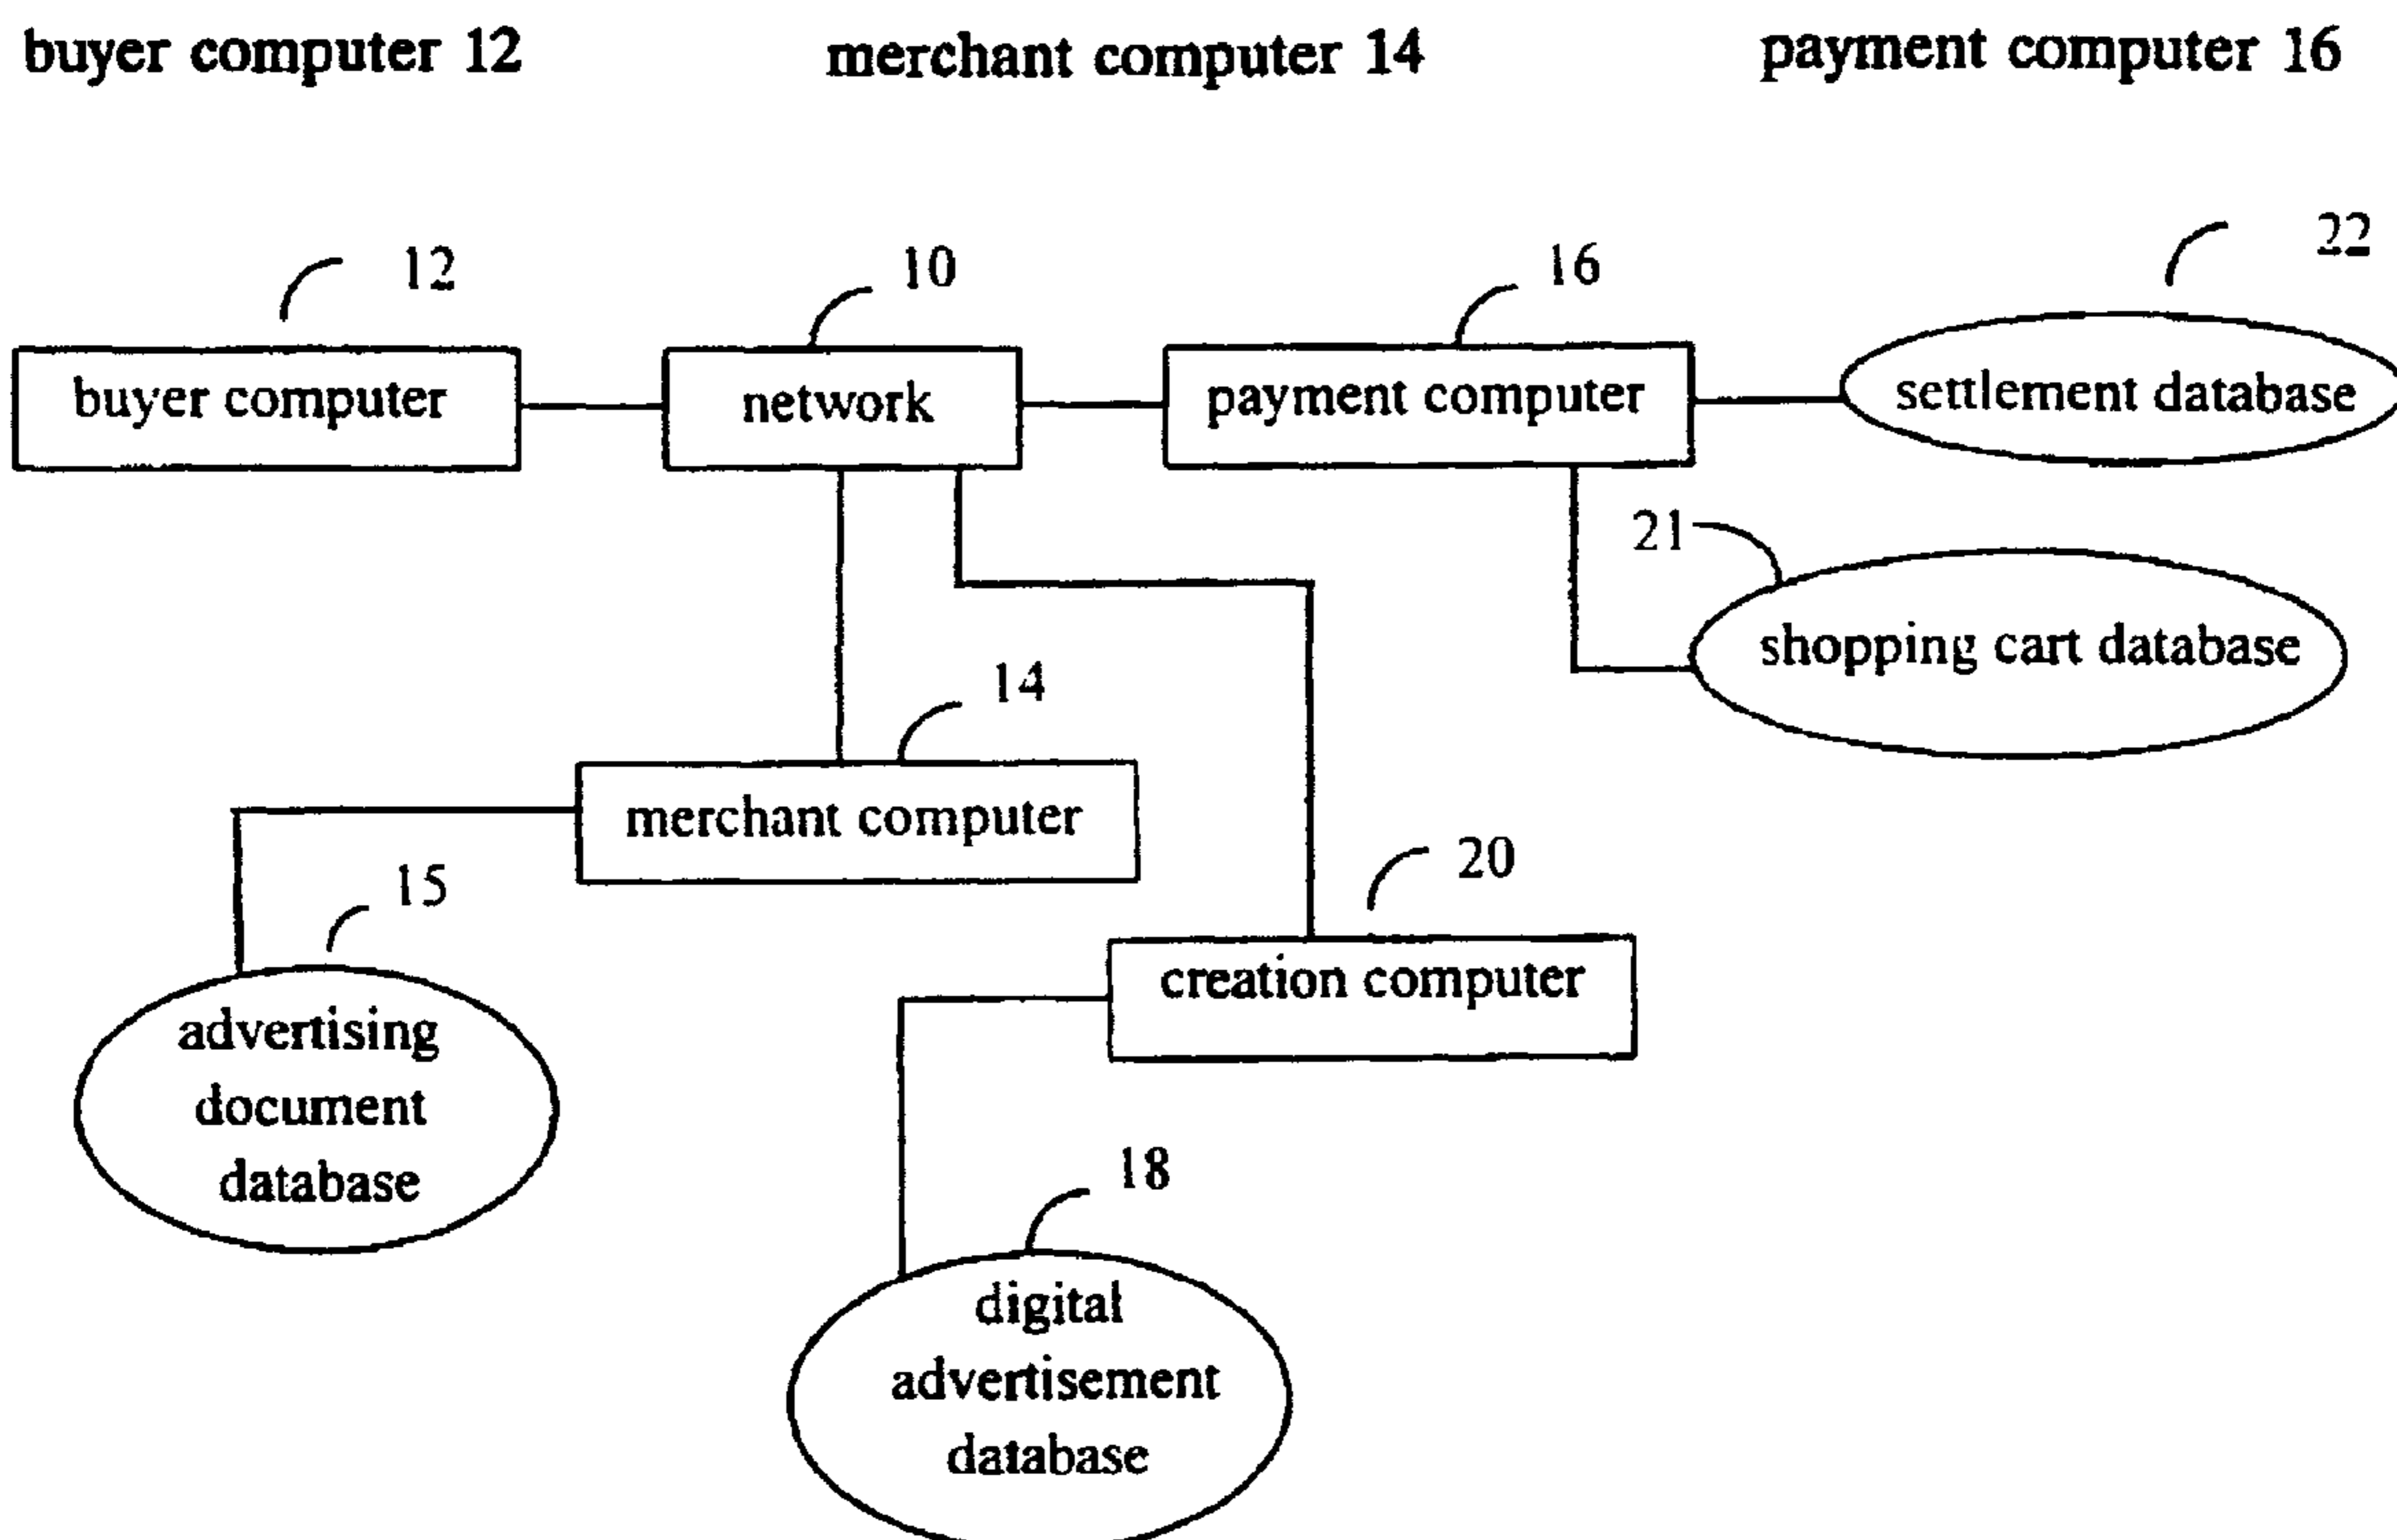 buyer computer 12
merchant computer 14
payment computer 16
12
10
16
22
buyer computer
network
payment computer
settlement database
21
shopping cart database
14
merchant computer
15
20
creation computer
advertising
document
database
18
digital
advertisement
database